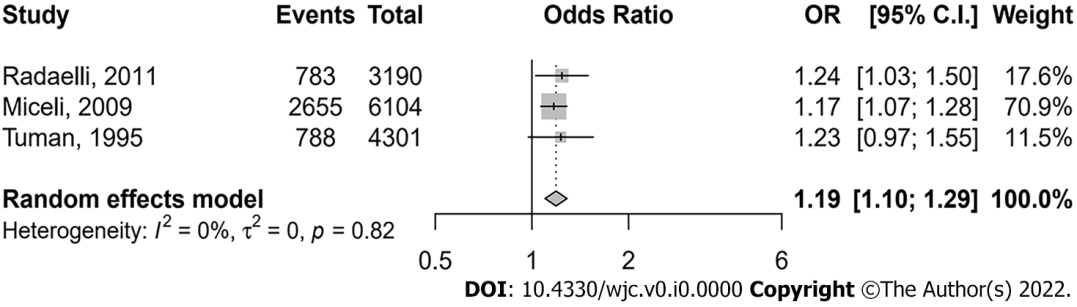 Study Events Total Odds Ratio OR [95% C.I.] Weight
Radaelli, 2011 783 3190 1.24 [1.03; 1.50] 17.6%
Miceli, 2009 2655 6104 1.17 [1.07; 1.28] 70.9%
Tuman, 1995 788 4301 1.23 [0.97; 1.55] 11.5%
Random effects model 1.19 [1.10; 1.29] 100.0%
Heterogeneity: I² = 0%, τ² = 0, p = 0.82
0.5 1 2 6
DOI: 10.4330/wjc.v0.i0.0000 Copyright ©The Author(s) 2022.